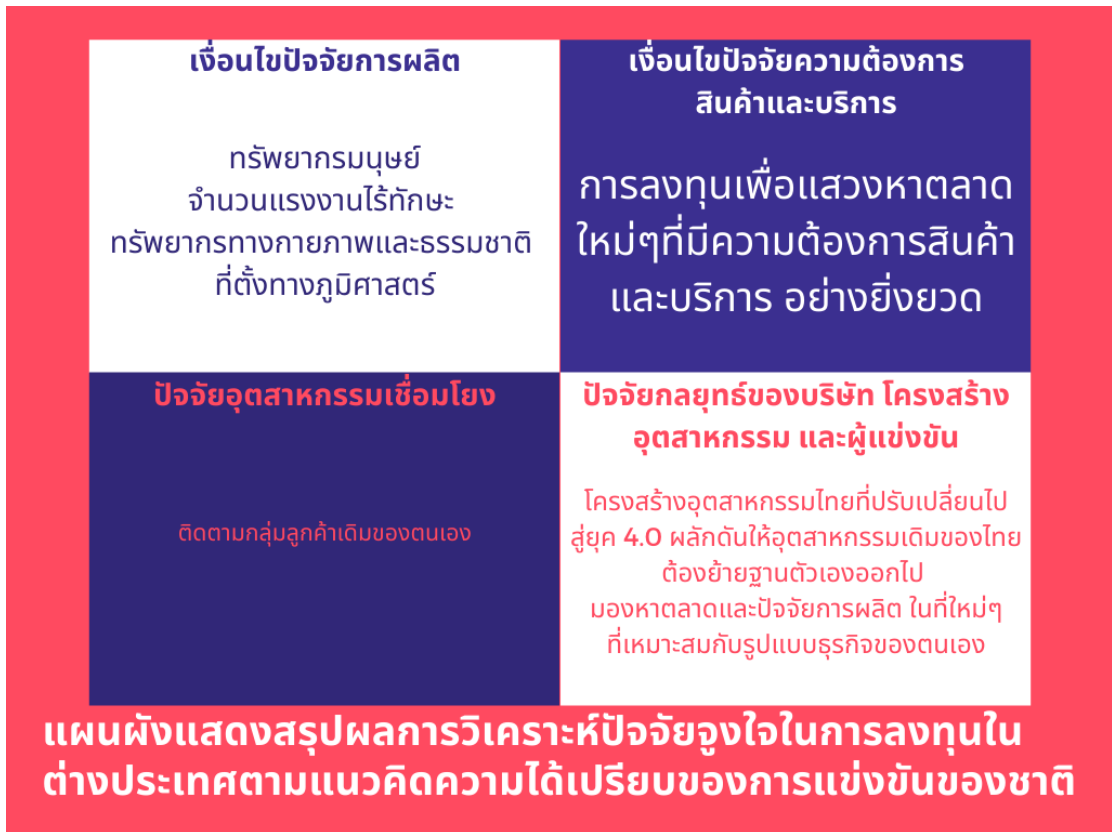 เงื่อนไขปัจจัยการผลิต
ทรัพยากรมนุษย์
จำนวนแรงงานไร้ทักษะ
ทรัพยากรทางกายภาพและธรรมชาติ
ที่ตั้งทางภูมิศาสตร์
เงื่อนไขปัจจัยความต้องการ
สินค้าและบริการ
การลงทุนเพื่อแสวงหาตลาด
ใหม่ๆที่มีความต้องการสินค้า
และบริการ อย่างยิ่งยวด
ปัจจัยอุตสาหกรรมเชื่อมโยง
ติดตามกลุ่มลูกค้าเดิมของตนเอง
ปัจจัยกลยุทธ์ของบริษัท โครงสร้าง
อุตสาหกรรม และผู้แข่งขัน
โครงสร้างอุตสาหกรรมไทยที่ปรับเปลี่ยนไป
สู่ยุค 4.0 ผลักดันให้อุตสาหกรรมเดิมของไทย
ต้องย้ายฐานตัวเองออกไป
มองหาตลาดและปัจจัยการผลิต ในที่ใหม่ๆ
ที่เหมาะสมกับรูปแบบธุรกิจของตนเอง
แผนผังแสดงสรุปผลการวิเคราะห์ปัจจัยจูงใจในการลงทุนใน
ต่างประเทศตามแนวคิดความได้เปรียบของการแข่งขันของชาติ